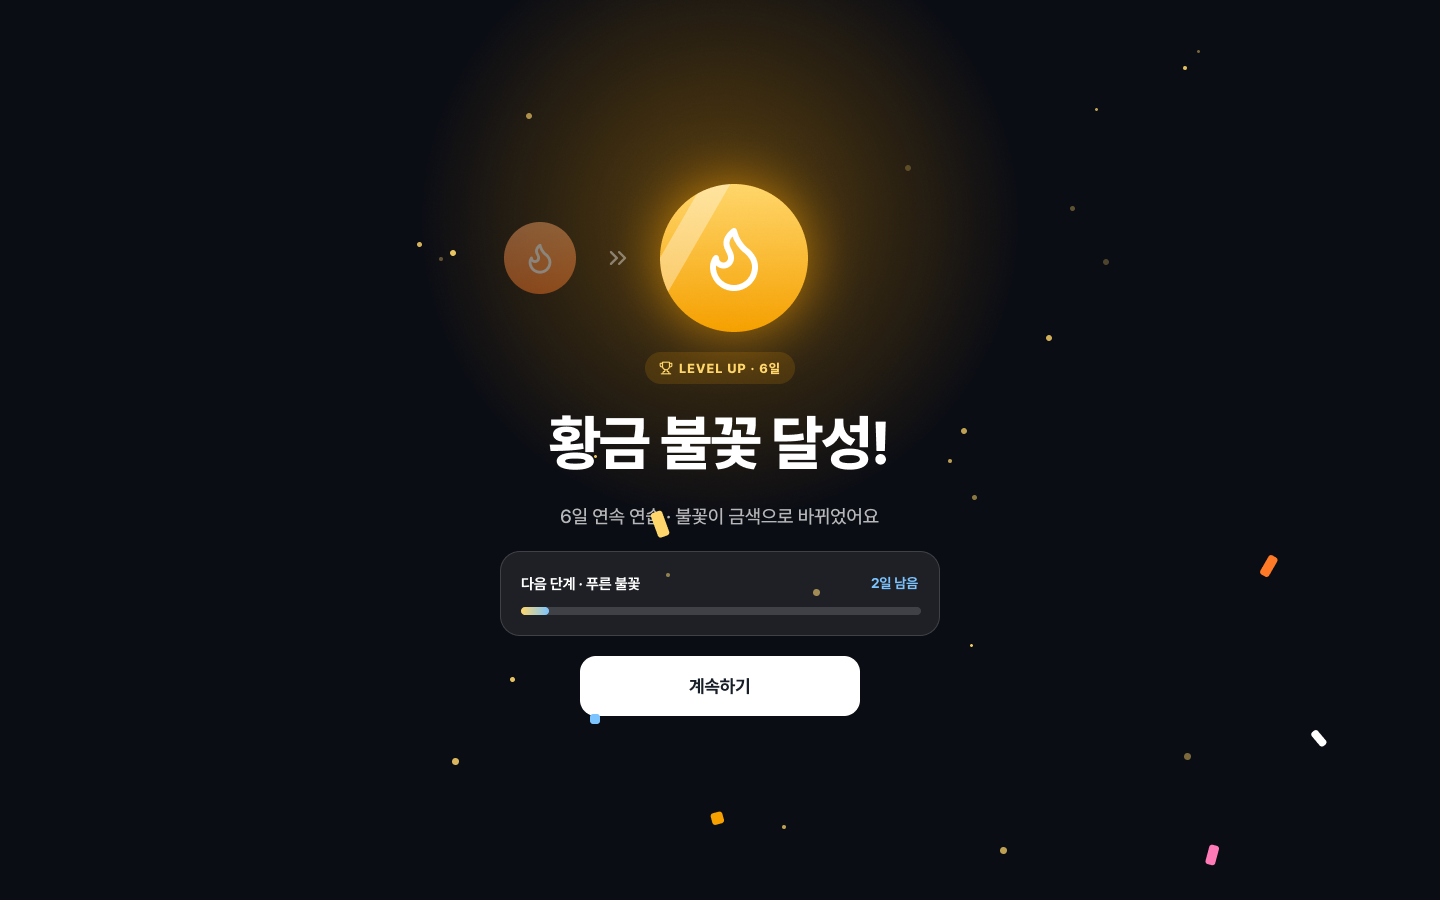 LEVEL UP · 6일
황금 불꽃 달성!
6일 연속 연습 · 불꽃이 금색으로 바뀌었어요
다음 단계 · 푸른 불꽃
2일 남음
계속하기